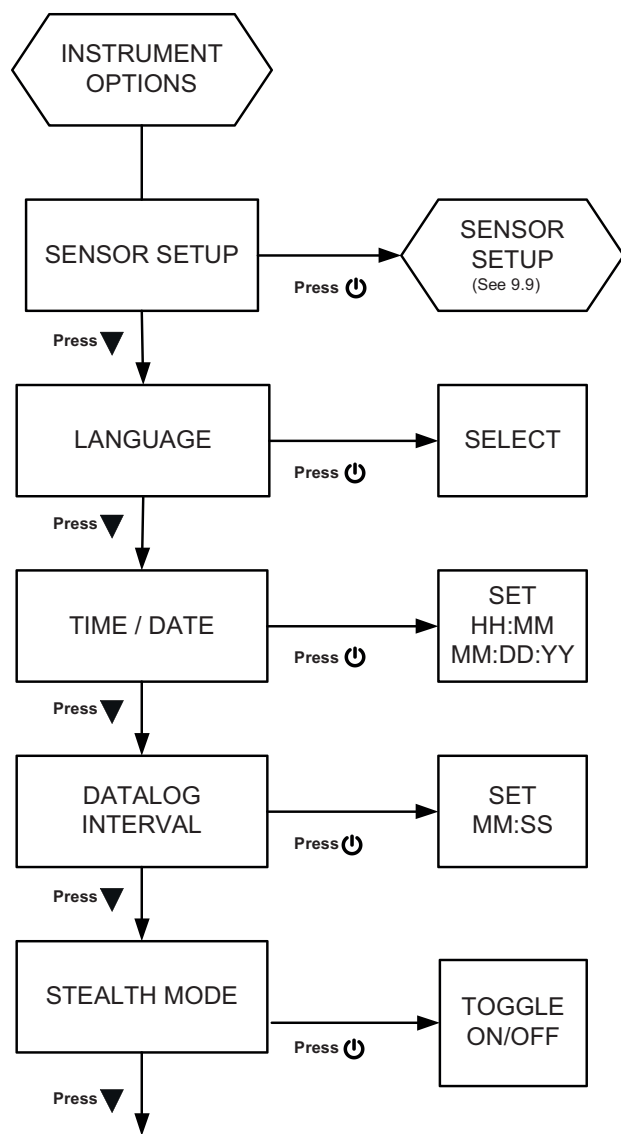 INSTRUMENT
OPTIONS
SENSOR SETUP
Press
SENSOR
SETUP
(See 9.9)
Press
LANGUAGE
Press
SELECT
Press
TIME / DATE
Press
SET
HH:MM
MM:DD:YY
Press
DATALOG
INTERVAL
Press
SET
MM:SS
Press
STEALTH MODE
Press
TOGGLE
ON/OFF
Press